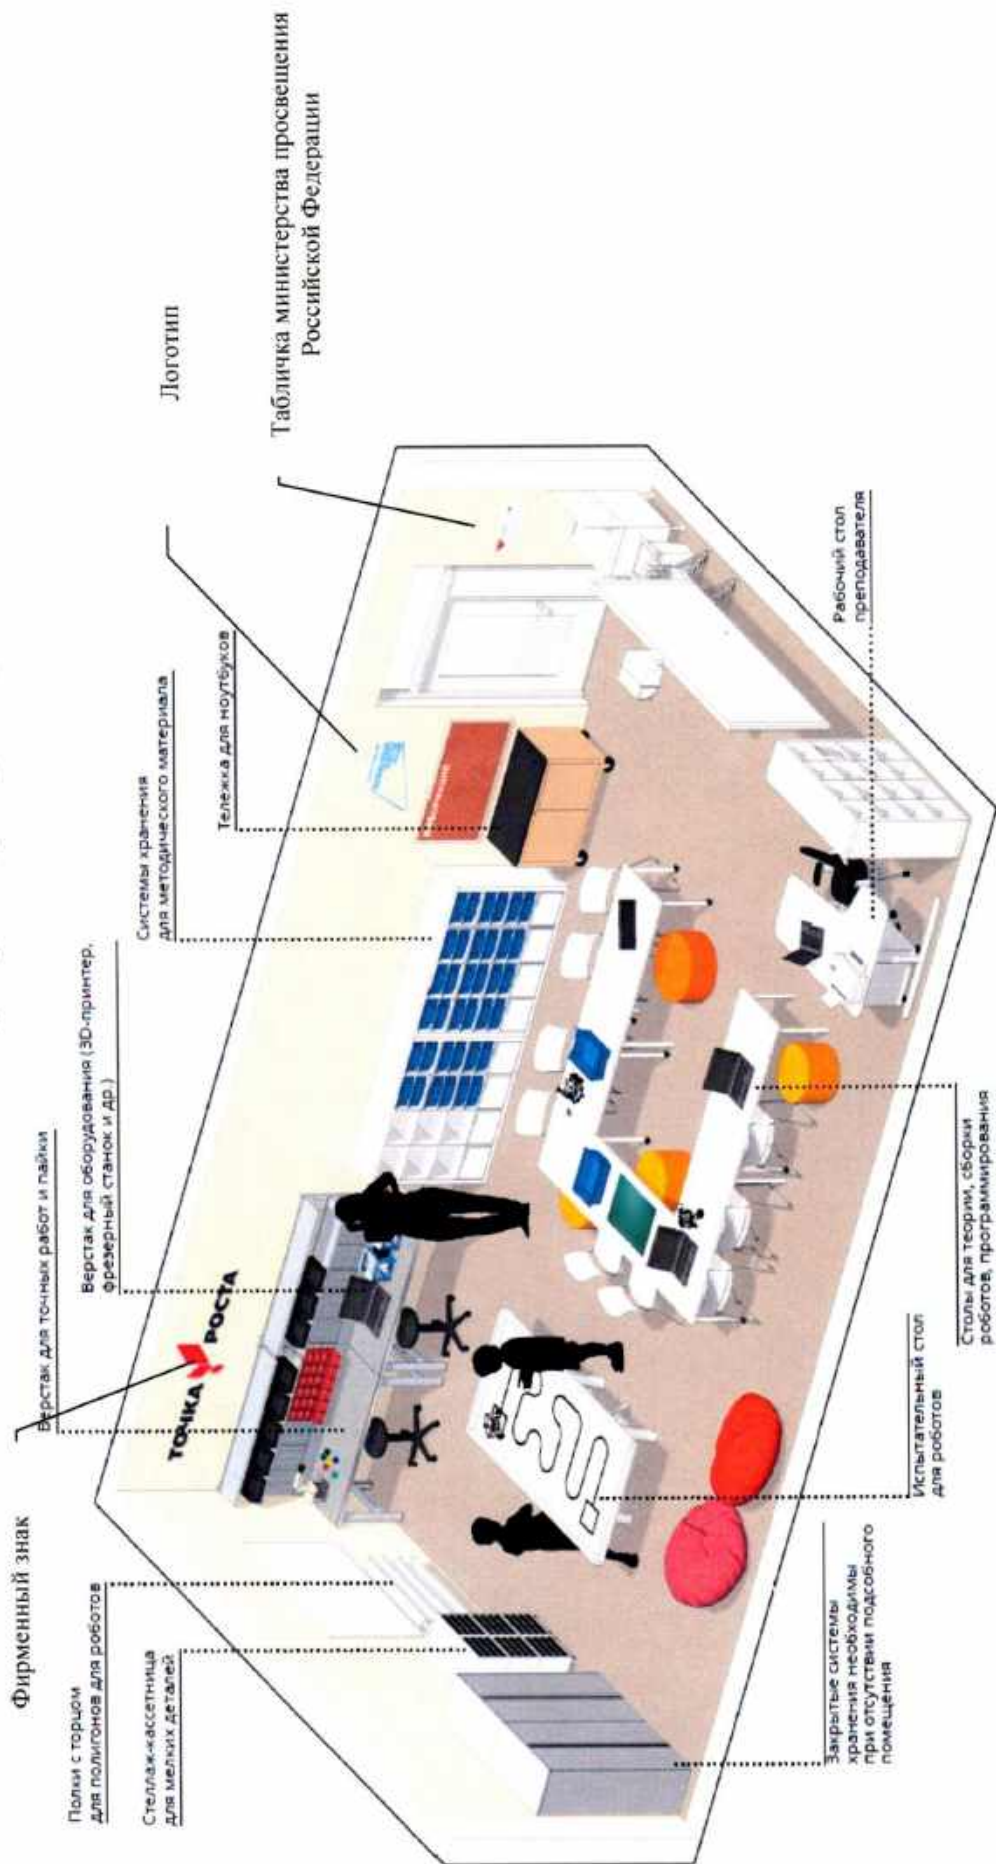 Фирменный знак
Логотип
Табличка министерства просвещения
Российской Федерации
Верстак для точных работ и пайки
Верстак для оборудования (3D-принтер,
фрезерный станок и др.)
Системы хранения
для методического материала
Тележка для ноутбуков
Полки с торцом
для полигонов для роботов
Стеллаж-кассетница
для мелких деталей
ТОЧКА РОСТА
Закрытые системы
хранения необходимы
при отсутствии подсобного
помещения
Испытательный стол
для роботов
Столы для теории, сборки
роботов, программирования
Рабочий стол
преподавателя